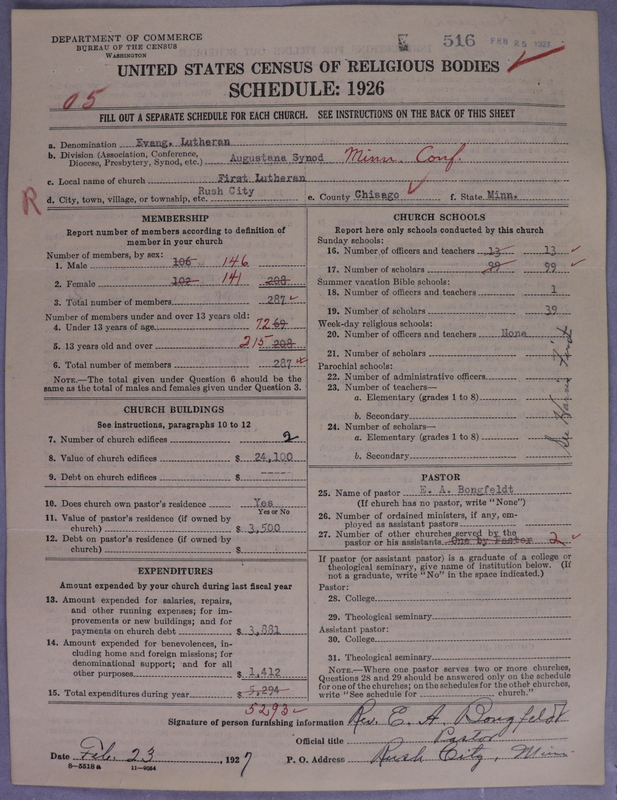 DEPARTMENT OF COMMERCE
BUREAU OF THE CENSUS
WASHINGTON
516 FEB 25 1927
UNITED STATES CENSUS OF RELIGIOUS BODIES
SCHEDULE: 1926
05
FILL OUT A SEPARATE SCHEDULE FOR EACH CHURCH. SEE INSTRUCTIONS ON THE BACK OF THIS SHEET
a. Denomination Evang. Lutheran
b. Division (Association, Conference, Diocese, Presbytery, Synod, etc.) Augustana Synod Minn. Conf.
c. Local name of church First Lutheran
R
d. City, town, village, or township, etc. Rush City e. County Chisago f. State Minn.
MEMBERSHIP
Report number of members according to definition of
member in your church
Number of members, by sex:
1. Male 106 146
2. Female 102 141 208
3. Total number of members 287
Number of members under and over 13 years old:
4. Under 13 years of age 72 69
5. 13 years old and over 215 208
6. Total number of members 287
NOTE.—The total given under Question 6 should be the
same as the total of males and females given under Question 3.
CHURCH BUILDINGS
See instructions, paragraphs 10 to 12
7. Number of church edifices 2
8. Value of church edifices $ 24,100
9. Debt on church edifices $ -----
10. Does church own pastor's residence Yes
Yes or No
11. Value of pastor's residence (if owned by
church) $ 3,500
12. Debt on pastor's residence (if owned by
church) $
EXPENDITURES
Amount expended by your church during last fiscal year
13. Amount expended for salaries, repairs,
and other running expenses; for im-
provements or new buildings; and for
payments on church debt $ 3,881
14. Amount expended for benevolences, in-
cluding home and foreign missions; for
denominational support; and for all
other purposes $ 1,412
15. Total expenditures during year $ 5,294
5293
CHURCH SCHOOLS
Report here only schools conducted by this church
Sunday schools:
16. Number of officers and teachers 13 13
17. Number of scholars 99 99
Summer vacation Bible schools:
18. Number of officers and teachers 1
19. Number of scholars 39
Week-day religious schools:
20. Number of officers and teachers None
21. Number of scholars
Parochial schools:
22. Number of administrative officers
23. Number of teachers—
a. Elementary (grades 1 to 8)
b. Secondary
24. Number of scholars—
a. Elementary (grades 1 to 8)
b. Secondary
PASTOR
25. Name of pastor E. A. Bongfeldt
(If church has no pastor, write "None")
26. Number of ordained ministers, if any, em-
ployed as assistant pastors
27. Number of other churches served by the
pastor or his assistants One by Pastor 2
If pastor (or assistant pastor) is a graduate of a college or
theological seminary, give name of institution below. (If
not a graduate, write "No" in the space indicated.)
Pastor:
28. College
29. Theological seminary
Assistant pastor:
30. College
31. Theological seminary
NOTE.—Where one pastor serves two or more churches,
Questions 28 and 29 should be answered only on the schedule
for one of the churches; on the schedules for the other churches,
write "See schedule for church."
Signature of person furnishing information Rev. E. A. Bongfeldt
Official title Pastor
Date Feb. 23, 1927 P. O. Address Rush City, Minn.
8—5518 a 11—9654